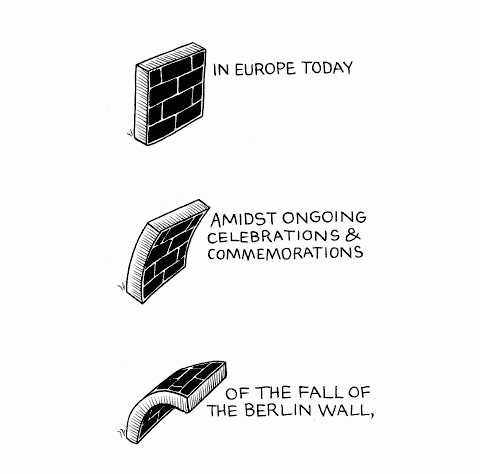 IN EUROPE TODAY
AMIDST ONGOING
CELEBRATIONS &
COMMEMORATIONS
OF THE FALL OF
THE BERLIN WALL,